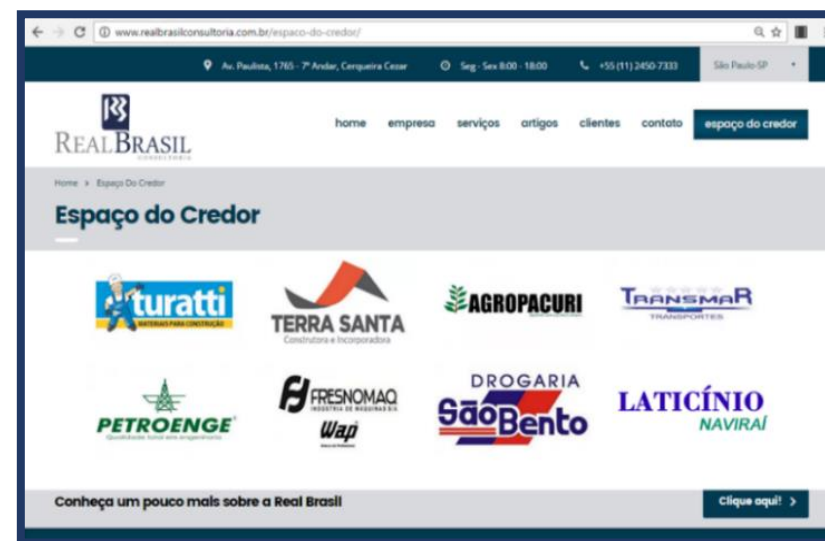 www.realbrasilconsultoria.com.br/espaco-do-credor/
Av. Paulista, 1765 - 7º Andar, Cerqueira Cezar
Seg - Sex 8:00 - 18:00
+55 (11) 2450-7333
São Paulo-SP
REALBRASIL
CONSULTORIA
home empresa serviços artigos clientes contato espaço do credor
Home > Espaço Do Credor
Espaço do Credor
turatti
MATERIAIS PARA CONSTRUÇÃO
TERRA SANTA
Construtora e Incorporadora
AGROPACURI
TRANSMAR
TRANSPORTES
PETROENGE
Qualidade total em engenharia
FRESNOMAQ
INDÚSTRIA DE MÁQUINAS S/A
Wap
DROGARIA
São Bento
LATICÍNIO
NAVIRAÍ
Conheça um pouco mais sobre a Real Brasil
Clique aqui! >